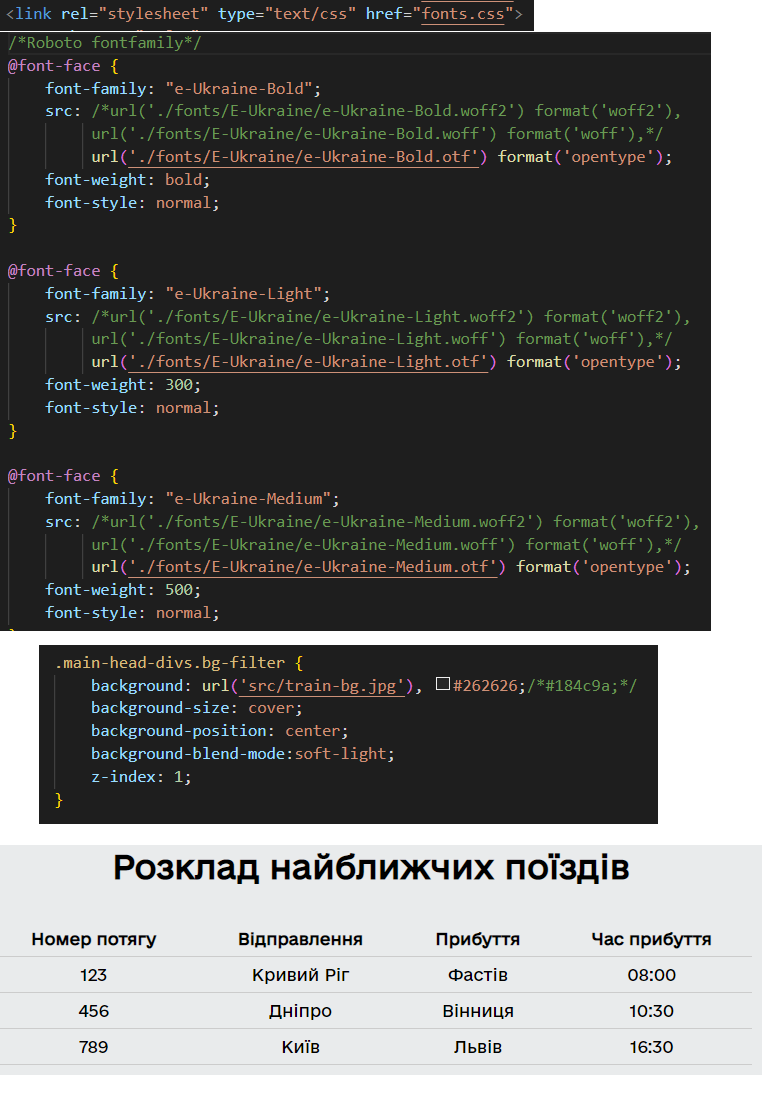 <link rel="stylesheet" type="text/css" href="fonts.css">
/*Roboto fontfamily*/
@font-face {
font-family: "e-Ukraine-Bold";
src: /*url('./fonts/E-Ukraine/e-Ukraine-Bold.woff2') format('woff2'),
url('./fonts/E-Ukraine/e-Ukraine-Bold.woff') format('woff'),*/
url('./fonts/E-Ukraine/e-Ukraine-Bold.otf') format('opentype');
font-weight: bold;
font-style: normal;
}
@font-face {
font-family: "e-Ukraine-Light";
src: /*url('./fonts/E-Ukraine/e-Ukraine-Light.woff2') format('woff2'),
url('./fonts/E-Ukraine/e-Ukraine-Light.woff') format('woff'),*/
url('./fonts/E-Ukraine/e-Ukraine-Light.otf') format('opentype');
font-weight: 300;
font-style: normal;
}
@font-face {
font-family: "e-Ukraine-Medium";
src: /*url('./fonts/E-Ukraine/e-Ukraine-Medium.woff2') format('woff2'),
url('./fonts/E-Ukraine/e-Ukraine-Medium.woff') format('woff'),*/
url('./fonts/E-Ukraine/e-Ukraine-Medium.otf') format('opentype');
font-weight: 500;
font-style: normal;
.main-head-divs.bg-filter {
background: url('src/train-bg.jpg'), #262626;/*#184c9a;*/
background-size: cover;
background-position: center;
background-blend-mode:soft-light;
z-index: 1;
}
Розклад найближчих поїздів
Номер потягу Відправлення Прибуття Час прибуття
123 Кривий Ріг Фастів 08:00
456 Дніпро Вінниця 10:30
789 Київ Львів 16:30